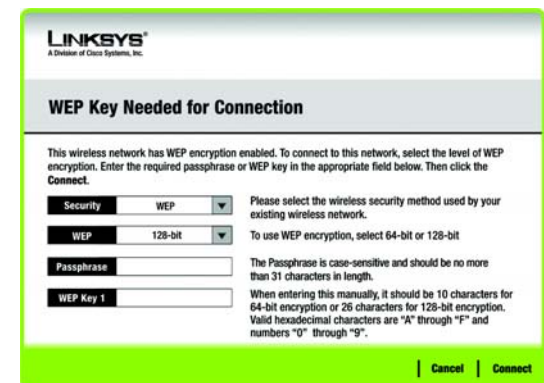 LINKSYS®
A Division of Cisco Systems, Inc.
WEP Key Needed for Connection
This wireless network has WEP encryption enabled. To connect to this network, select the level of WEP
encryption. Enter the required passphrase or WEP key in the appropriate field below. Then click the
Connect.
Security WEP
Please select the wireless security method used by your
existing wireless network.
WEP 128-bit
To use WEP encryption, select 64-bit or 128-bit
Passphrase
The Passphrase is case-sensitive and should be no more
than 31 characters in length.
WEP Key 1
When entering this manually, it should be 10 characters for
64-bit encryption or 26 characters for 128-bit encryption.
Valid hexadecimal characters are “A” through “F” and
numbers “0” through “9”.
Cancel Connect